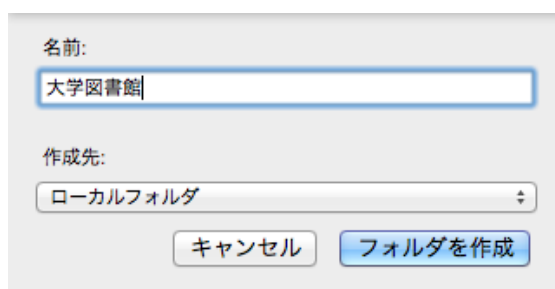 名前:
大学図書館
作成先:
ローカルフォルダ
キャンセル フォルダを作成